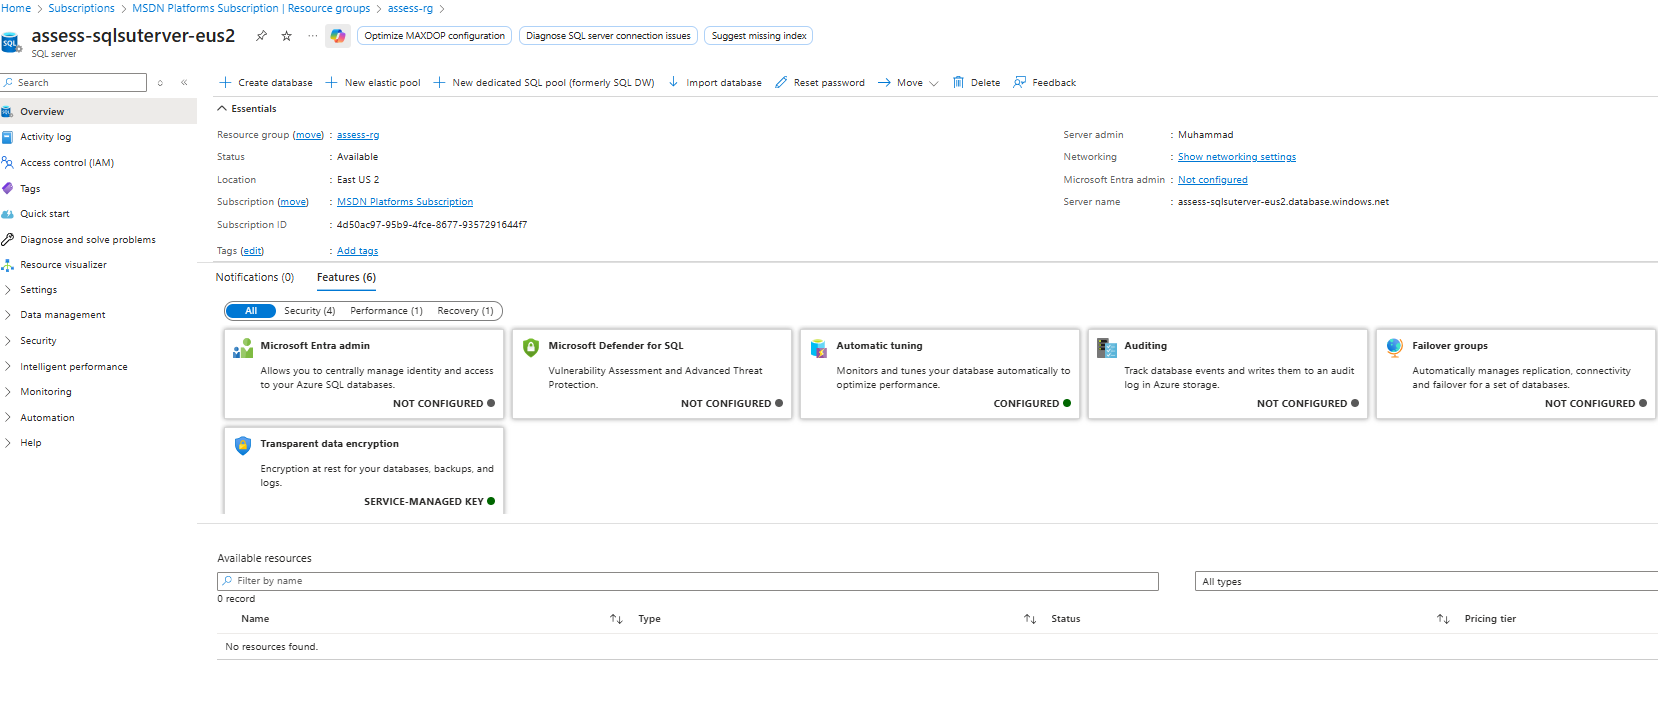 Home > Subscriptions > MSDN Platforms Subscription | Resource groups > assess-rg >
assess-sqlsuterver-eus2
SQL server
Optimize MAXDOP configuration
Diagnose SQL server connection issues
Suggest missing index
Search
Overview
Activity log
Access control (IAM)
Tags
Quick start
Diagnose and solve problems
Resource visualizer
Settings
Data management
Security
Intelligent performance
Monitoring
Automation
Help
Create database
New elastic pool
New dedicated SQL pool (formerly SQL DW)
Import database
Reset password
Move
Delete
Feedback
Essentials
Resource group (move) : assess-rg
Status : Available
Location : East US 2
Subscription (move) : MSDN Platforms Subscription
Subscription ID : 4d50ac97-95b9-4fce-8677-9357291644f7
Tags (edit) : Add tags
Server admin : Muhammad
Networking : Show networking settings
Microsoft Entra admin : Not configured
Server name : assess-sqlsuterver-eus2.database.windows.net
Notifications (0)
Features (6)
All
Security (4)
Performance (1)
Recovery (1)
Microsoft Entra admin
Allows you to centrally manage identity and access
to your Azure SQL databases.
NOT CONFIGURED
Microsoft Defender for SQL
Vulnerability Assessment and Advanced Threat
Protection.
NOT CONFIGURED
Automatic tuning
Monitors and tunes your database automatically to
optimize performance.
CONFIGURED
Auditing
Track database events and writes them to an audit
log in Azure storage.
NOT CONFIGURED
Failover groups
Automatically manages replication, connectivity
and failover for a set of databases.
NOT CONFIGURED
Transparent data encryption
Encryption at rest for your databases, backups, and
logs.
SERVICE-MANAGED KEY
Available resources
Filter by name
All types
0 record
Name
Type
Status
Pricing tier
No resources found.